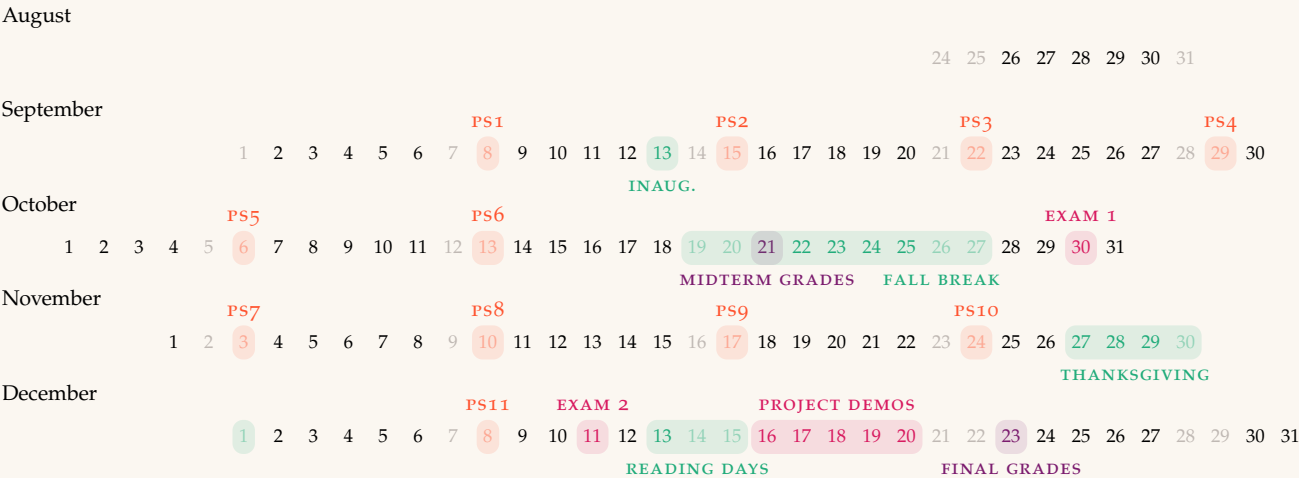 August
24 25 26 27 28 29 30 31
September
PS1 PS2 PS3 PS4
1 2 3 4 5 6 7 8 9 10 11 12 13 14 15 16 17 18 19 20 21 22 23 24 25 26 27 28 29 30
INAUG.
October
PS5 PS6 EXAM 1
1 2 3 4 5 6 7 8 9 10 11 12 13 14 15 16 17 18 19 20 21 22 23 24 25 26 27 28 29 30 31
MIDTERM GRADES FALL BREAK
November
PS7 PS8 PS9 PS10
1 2 3 4 5 6 7 8 9 10 11 12 13 14 15 16 17 18 19 20 21 22 23 24 25 26 27 28 29 30
THANKSGIVING
December
PS11 EXAM 2 PROJECT DEMOS
1 2 3 4 5 6 7 8 9 10 11 12 13 14 15 16 17 18 19 20 21 22 23 24 25 26 27 28 29 30 31
READING DAYS FINAL GRADES